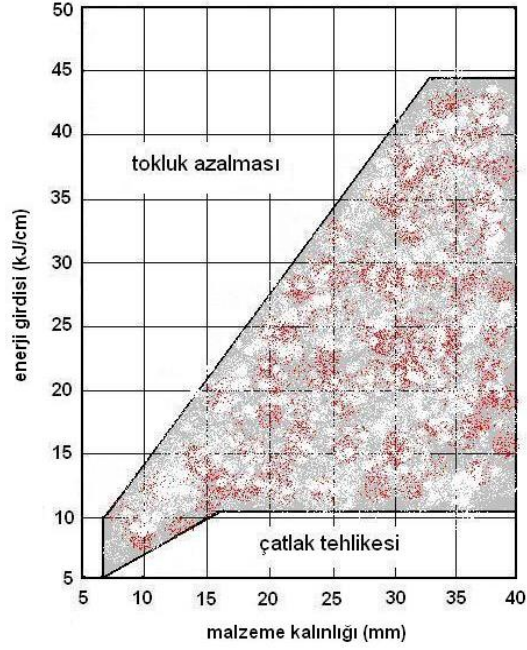 50
45
40
35
30
25
20
15
10
5
enerji girdisi (kJ/cm)
tokluk azalması
çatlak tehlikesi
5 10 15 20 25 30 35 40
malzeme kalınlığı (mm)